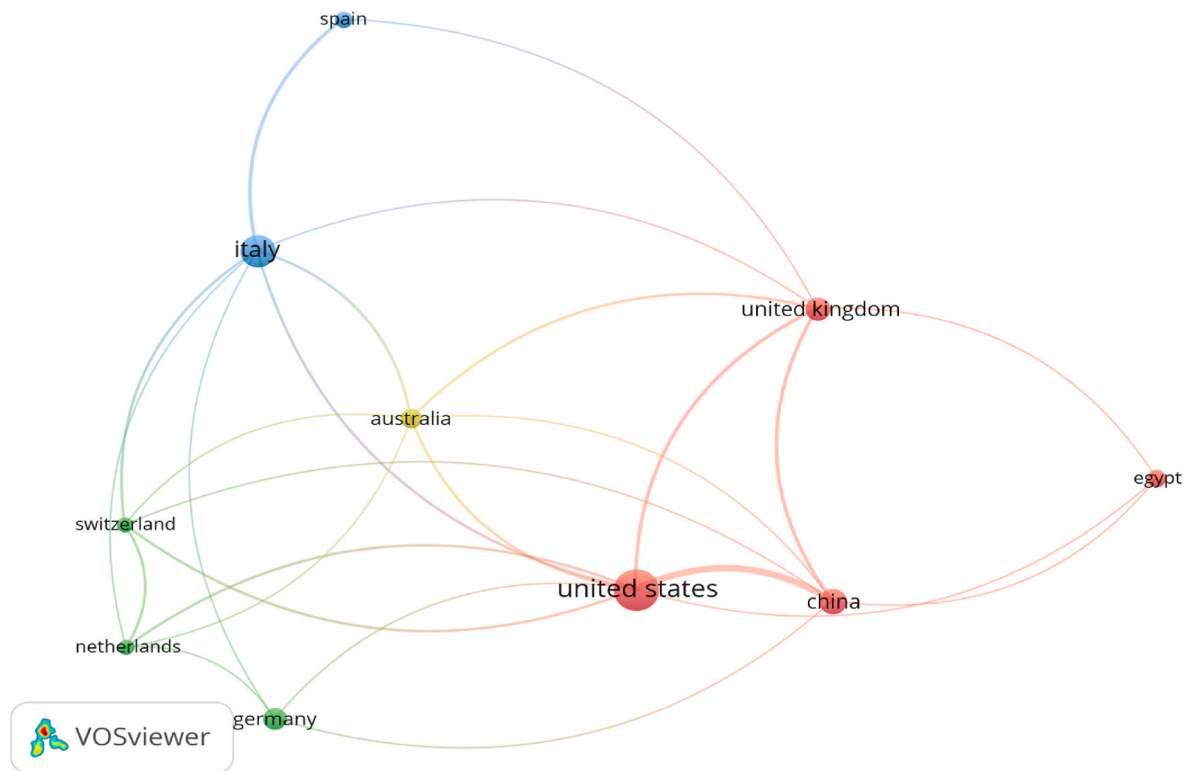 spain
italy
united kingdom
australia
egypt
switzerland
united states
china
netherlands
germany
VOSviewer